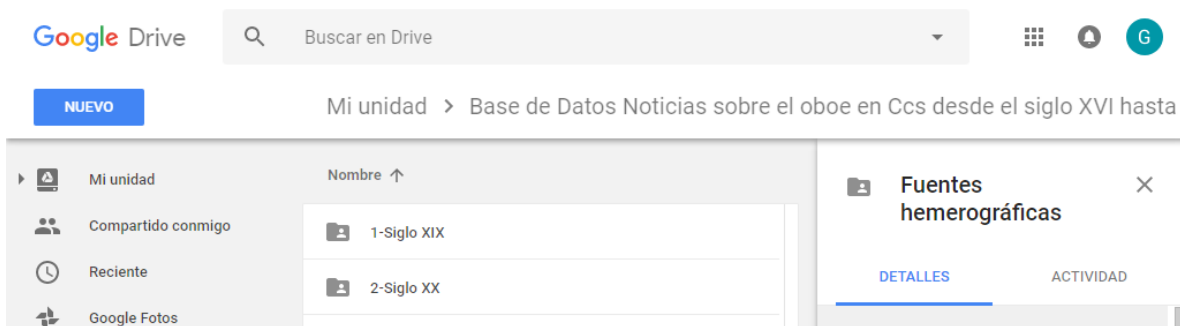 Google Drive
Buscar en Drive
G
NUEVO
Mi unidad > Base de Datos Noticias sobre el oboe en Ccs desde el siglo XVI hasta
Mi unidad
Compartido conmigo
Reciente
Google Fotos
Nombre ↑
1-Siglo XIX
2-Siglo XX
Fuentes
hemerográficas
DETALLES
ACTIVIDAD